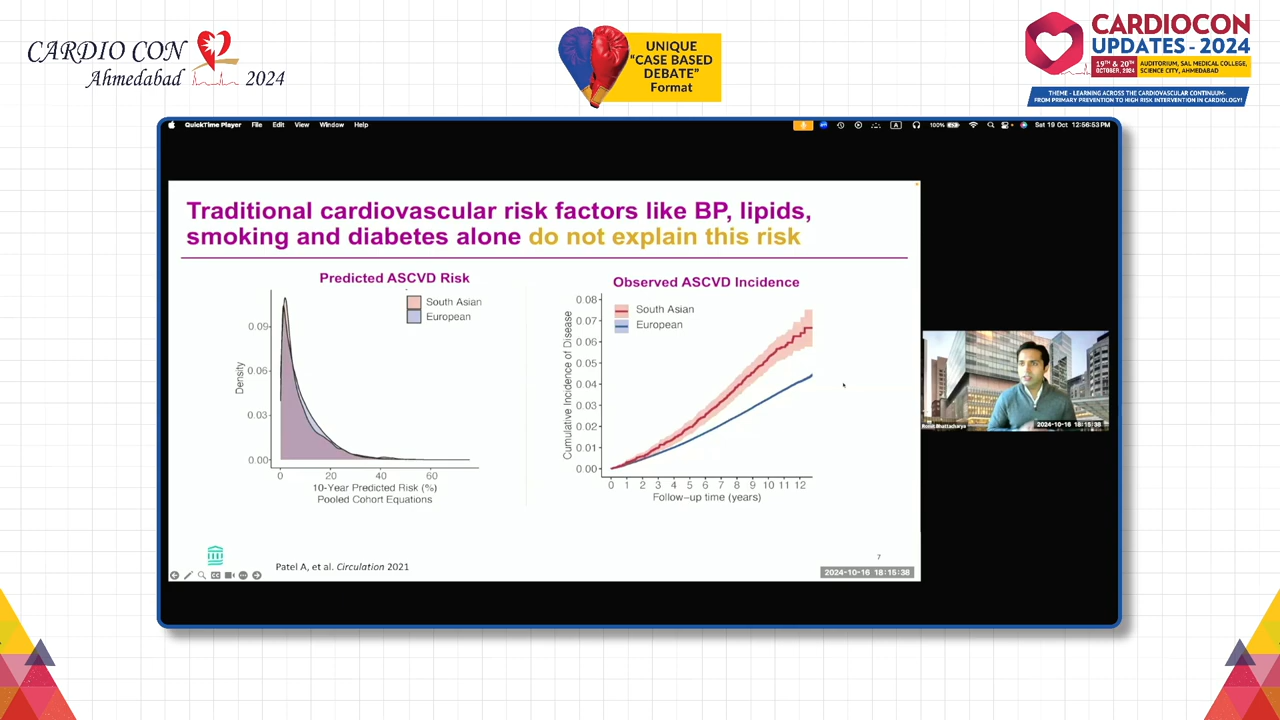 CARDIO CON
Ahmedabad 2024
UNIQUE
"CASE BASED
DEBATE"
Format
CARDIOCON
UPDATES - 2024
19TH & 20TH
OCTOBER, 2024
AUDITORIUM, SAL MEDICAL COLLEGE,
SCIENCE CITY, AHMEDABAD
THEME - LEARNING ACROSS THE CARDIOVASCULAR CONTINUUM-
FROM PRIMARY PREVENTION TO HIGH RISK INTERVENTION IN CARDIOLOGY!
QuickTime Player File Edit View Window Help
A 100% Sat 19 Oct 12:56:53 PM
Traditional cardiovascular risk factors like BP, lipids,
smoking and diabetes alone do not explain this risk
Predicted ASCVD Risk
South Asian
European
Density
0.09
0.06
0.03
0.00
0 20 40 60
10-Year Predicted Risk (%)
Pooled Cohort Equations
Observed ASCVD Incidence
South Asian
European
Cumulative Incidence of Disease
0.08
0.07
0.06
0.05
0.04
0.03
0.02
0.01
0.00
0 1 2 3 4 5 6 7 8 9 10 11 12
Follow-up time (years)
Patel A, et al. Circulation 2021
7
2024-10-16 18:15:38
Romit Bhattacharya
2024-10-16 18:15:38